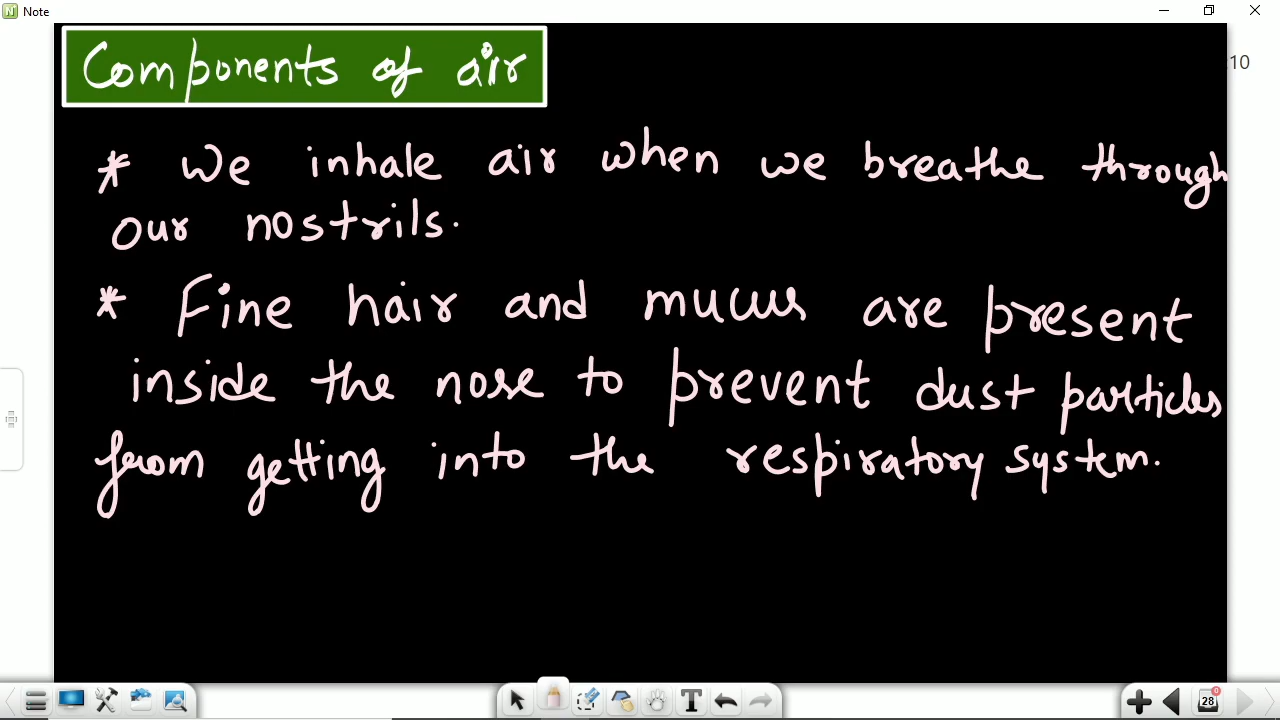 Note
Components of air
10
* We inhale air when we breathe through
our nostrils.
* Fine hair and mucus are present
inside the nose to prevent dust particles
from getting into the respiratory system.
T
28
0